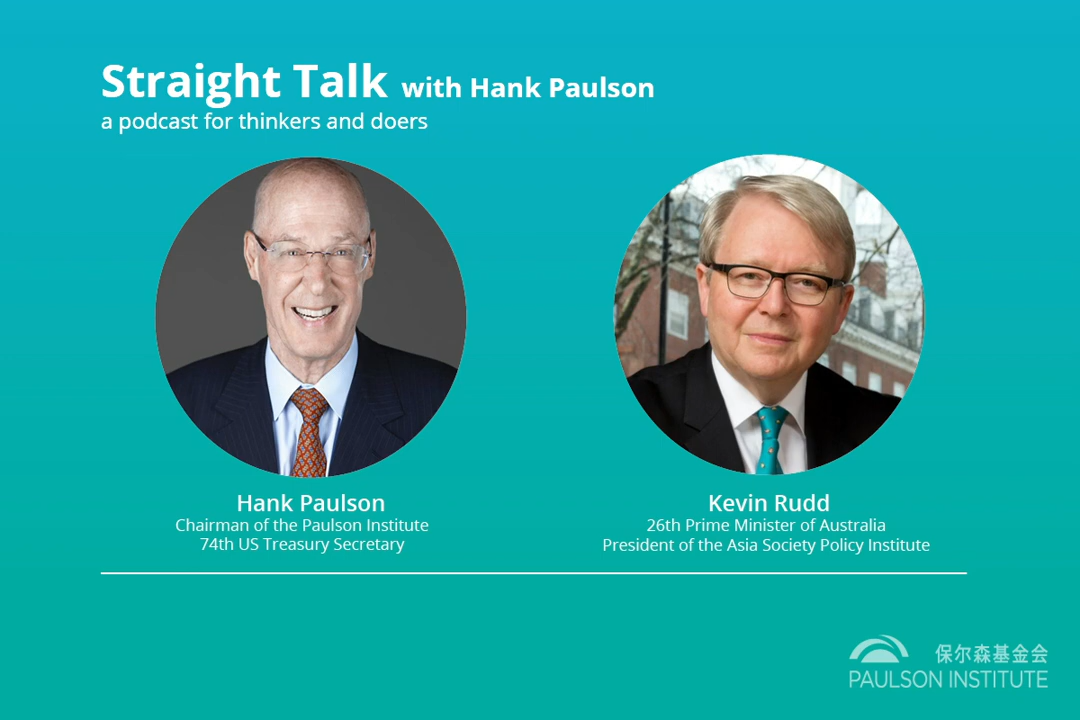 Straight Talk with Hank Paulson
a podcast for thinkers and doers
Hank Paulson
Chairman of the Paulson Institute
74th US Treasury Secretary
Kevin Rudd
26th Prime Minister of Australia
President of the Asia Society Policy Institute
保尔森基金会
PAULSON INSTITUTE